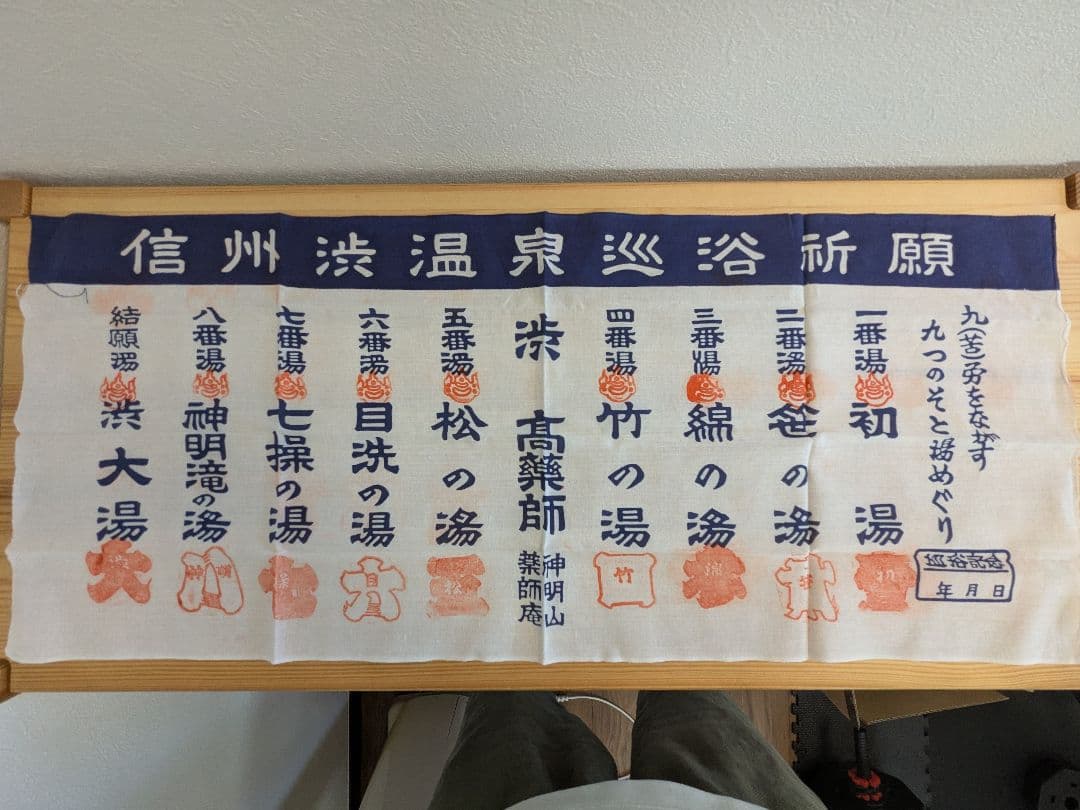 信州渋温泉巡浴祈願
九(苦)労をながす
九つのそと湯めぐり
巡浴記念
年月日
一番湯
初湯
初
二番湯
笹の湯
三番湯
綿の湯
綿
四番湯
竹の湯
竹
渋高薬師
神明山
薬師庵
五番湯
松の湯
松
六番湯
目洗の湯
目
七番湯
七操の湯
八番湯
神明滝の湯
結願湯
渋大湯